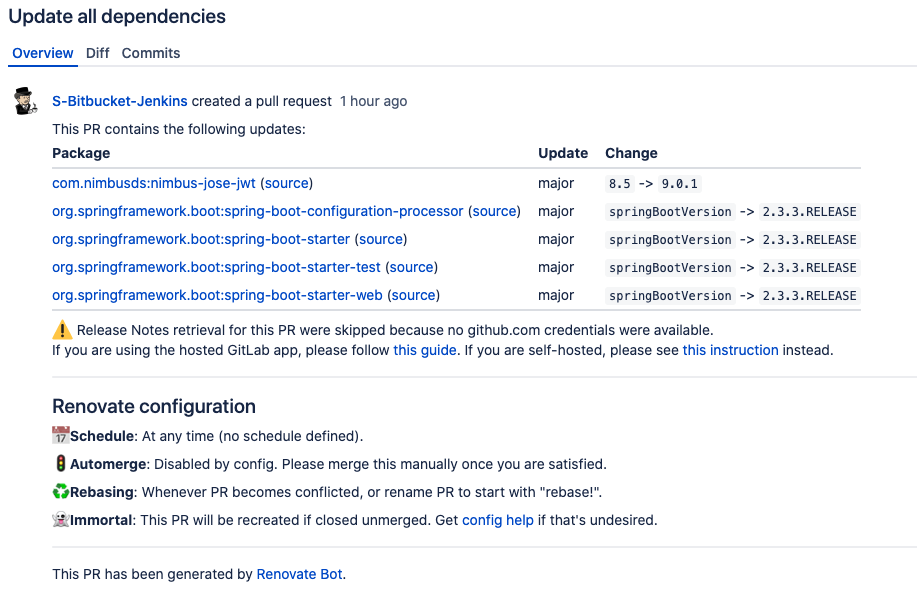 Update all dependencies
Overview Diff Commits
S-Bitbucket-Jenkins created a pull request 1 hour ago
This PR contains the following updates:
Package Update Change
com.nimbusds:nimbus-jose-jwt (source) major 8.5 -> 9.0.1
org.springframework.boot:spring-boot-configuration-processor (source) major springBootVersion -> 2.3.3.RELEASE
org.springframework.boot:spring-boot-starter (source) major springBootVersion -> 2.3.3.RELEASE
org.springframework.boot:spring-boot-starter-test (source) major springBootVersion -> 2.3.3.RELEASE
org.springframework.boot:spring-boot-starter-web (source) major springBootVersion -> 2.3.3.RELEASE
Release Notes retrieval for this PR were skipped because no github.com credentials were available.
If you are using the hosted GitLab app, please follow this guide. If you are self-hosted, please see this instruction instead.
Renovate configuration
17 Schedule: At any time (no schedule defined).
Automerge: Disabled by config. Please merge this manually once you are satisfied.
Rebasing: Whenever PR becomes conflicted, or rename PR to start with "rebase!".
Immortal: This PR will be recreated if closed unmerged. Get config help if that's undesired.
This PR has been generated by Renovate Bot.